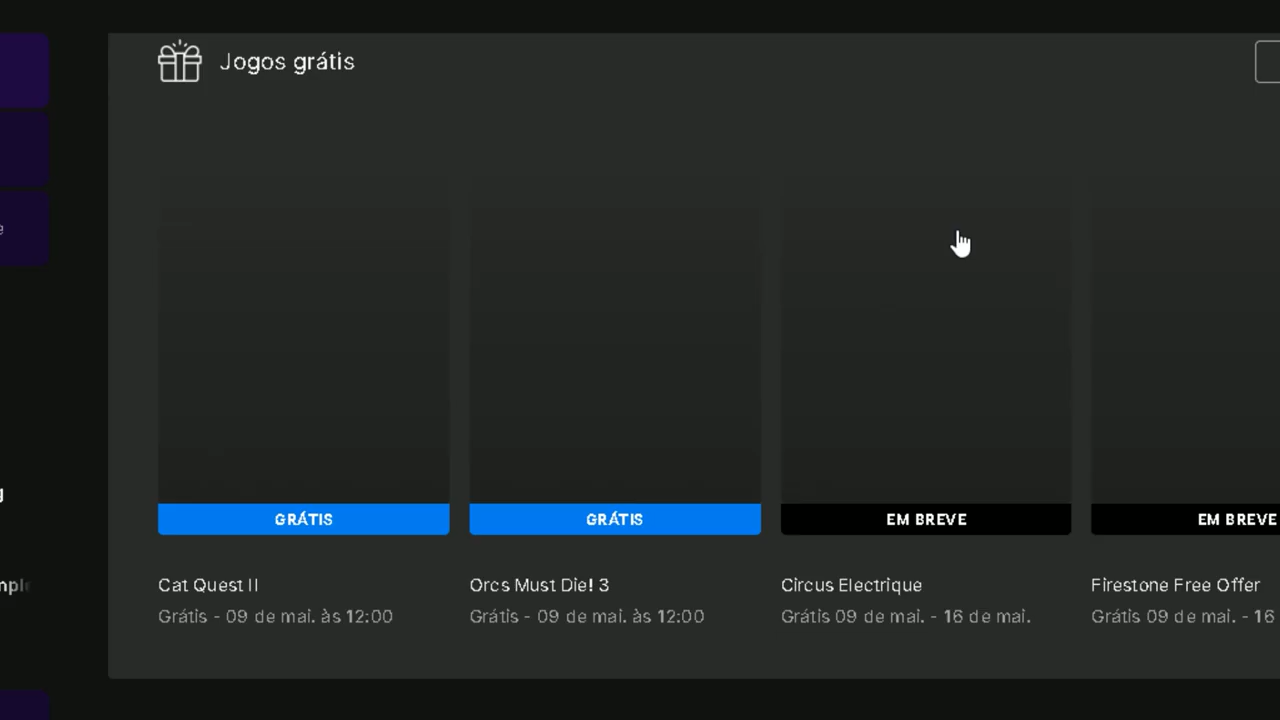 Jogos grátis
GRÁTIS
GRÁTIS
EM BREVE
EM BREVE
Cat Quest II
Grátis - 09 de mai. às 12:00
Orcs Must Die! 3
Grátis - 09 de mai. às 12:00
Circus Electrique
Grátis 09 de mai. - 16 de mai.
Firestone Free Offer
Grátis 09 de mai. - 16